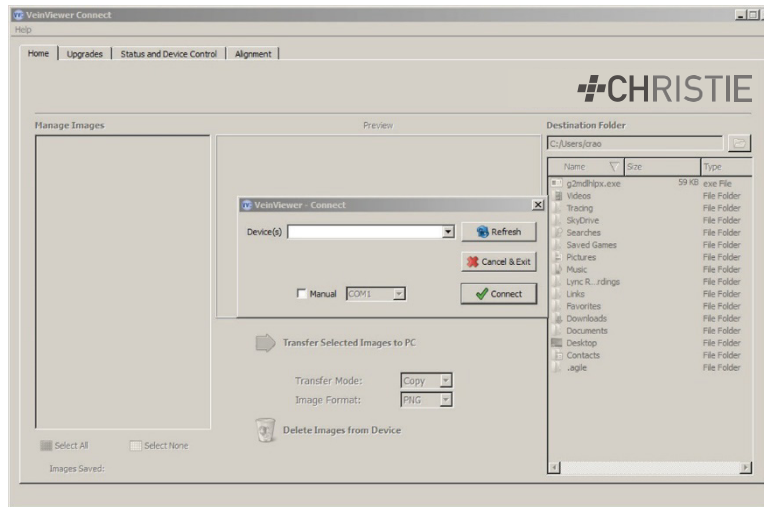 VeinViewer Connect
Help
Home Upgrades Status and Device Control Alignment
CHRISTIE
Manage Images Preview Destination Folder
C:/Users/crao
Name Size Type
g2mdlhlpx.exe 59 KB exe File
Videos File Folder
Tracing File Folder
SkyDrive File Folder
Searches File Folder
Saved Games File Folder
Pictures File Folder
Music File Folder
Lync R...rdings File Folder
Links File Folder
Favorites File Folder
Downloads File Folder
Documents File Folder
Desktop File Folder
Contacts File Folder
.agile File Folder
VeinViewer - Connect
Device(s) Refresh
Cancel & Exit
Manual COM1 Connect
Transfer Selected Images to PC
Transfer Mode: Copy
Image Format: PNG
Delete Images from Device
Select All Select None
Images Saved: